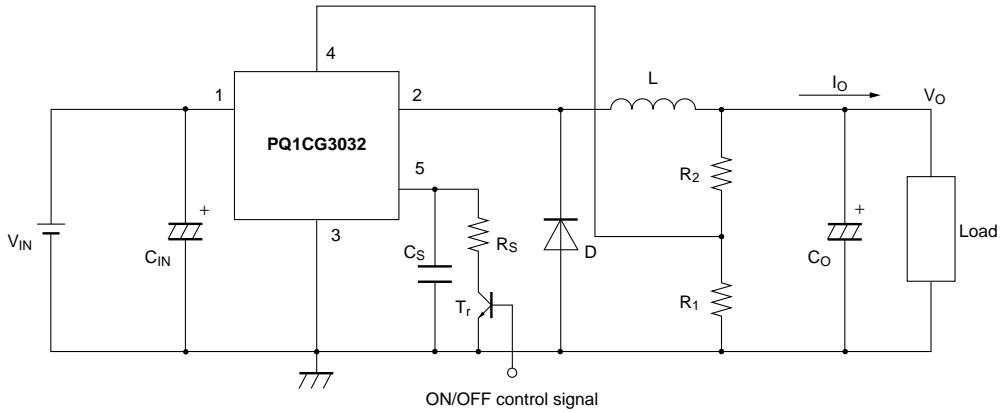 4
L
I_O
V_O
1
2
PQ1CG3032
5
R_2
3
V_IN
C_IN
+
C_S
R_S
D
+
C_O
Load
T_r
R_1
ON/OFF control signal